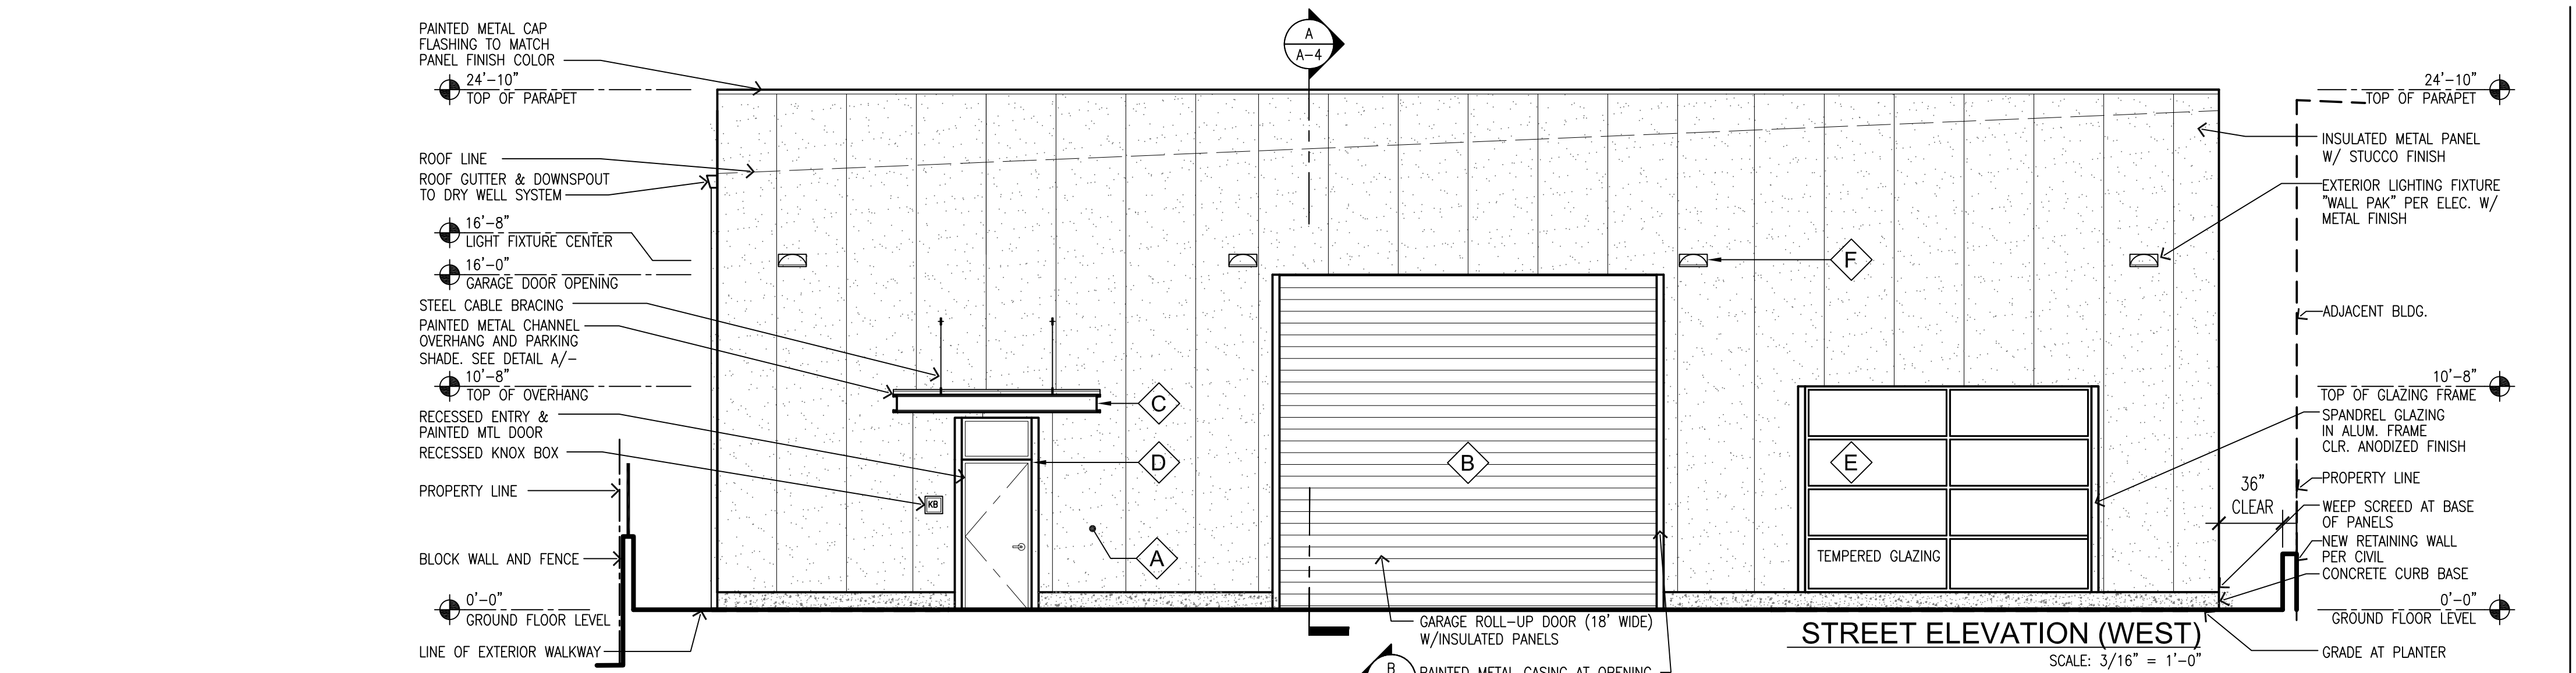 PAINTED METAL CAP
FLASHING TO MATCH
PANEL FINISH COLOR
24'-10"
TOP OF PARAPET
ROOF LINE
ROOF GUTTER & DOWNSPOUT
TO DRY WELL SYSTEM
16'-8"
LIGHT FIXTURE CENTER
16'-0"
GARAGE DOOR OPENING
STEEL CABLE BRACING
PAINTED METAL CHANNEL
OVERHANG AND PARKING
SHADE. SEE DETAIL A/-
10'-8"
TOP OF OVERHANG
RECESSED ENTRY &
PAINTED MTL DOOR
RECESSED KNOX BOX
PROPERTY LINE
BLOCK WALL AND FENCE
0'-0"
GROUND FLOOR LEVEL
LINE OF EXTERIOR WALKWAY
A
A-4
F
C
D
B
E
KB
A
TEMPERED GLAZING
GARAGE ROLL-UP DOOR (18' WIDE)
W/INSULATED PANELS
B
PAINTED METAL CASING AT OPENING
STREET ELEVATION (WEST)
SCALE: 3/16" = 1'-0"
24'-10"
TOP OF PARAPET
INSULATED METAL PANEL
W/ STUCCO FINISH
EXTERIOR LIGHTING FIXTURE
"WALL PAK" PER ELEC. W/
METAL FINISH
ADJACENT BLDG.
10'-8"
TOP OF GLAZING FRAME
SPANDREL GLAZING
IN ALUM. FRAME
CLR. ANODIZED FINISH
PROPERTY LINE
36"
CLEAR
WEEP SCREED AT BASE
OF PANELS
NEW RETAINING WALL
PER CIVIL
CONCRETE CURB BASE
0'-0"
GROUND FLOOR LEVEL
GRADE AT PLANTER